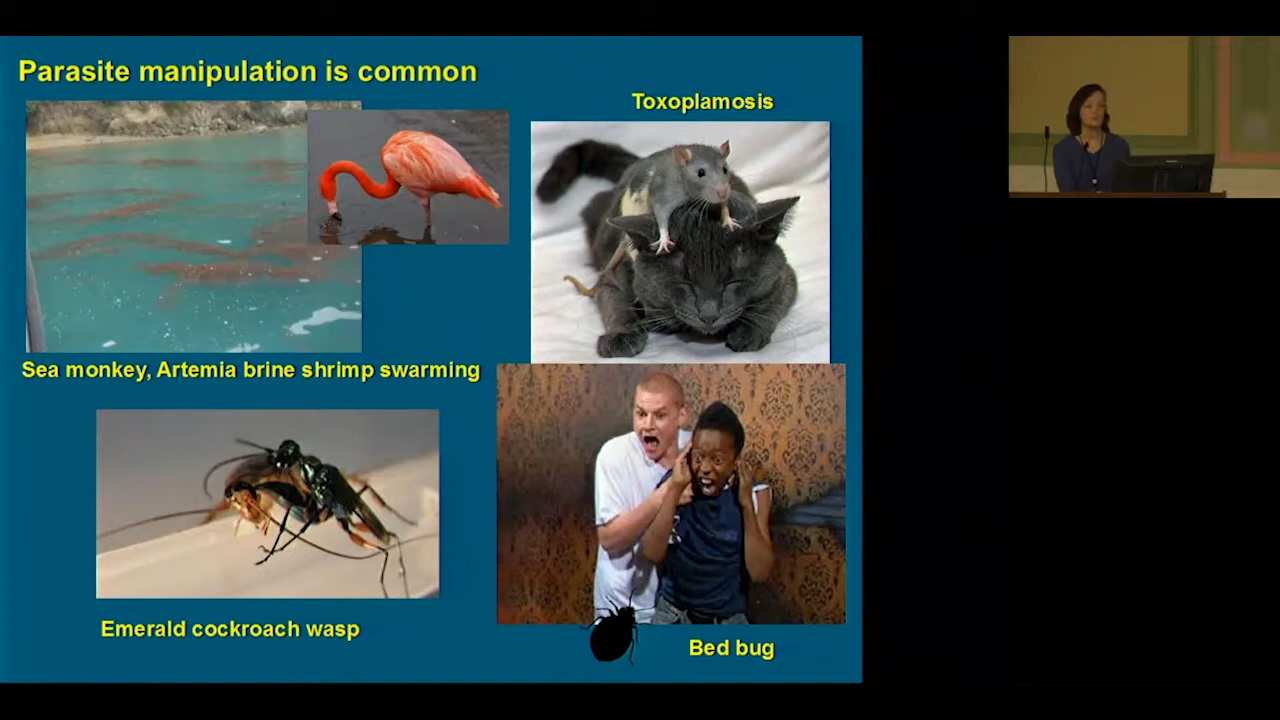 Parasite manipulation is common
Toxoplamosis
Sea monkey, Artemia brine shrimp swarming
Emerald cockroach wasp
Bed bug